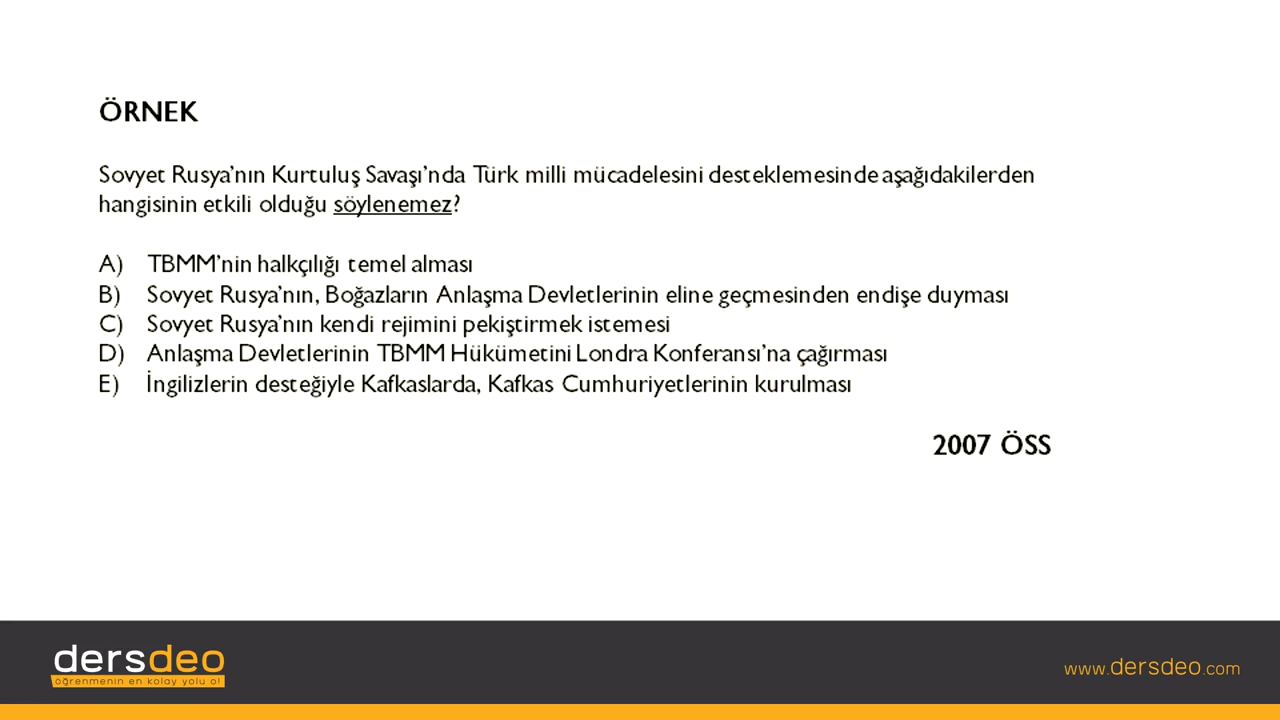 ÖRNEK
Sovyet Rusya’nın Kurtuluş Savaşı’nda Türk milli mücadelesini desteklemesinde aşağıdakilerden
hangisinin etkili olduğu söylenemez?
A) TBMM’nin halkçılığı temel alması
B) Sovyet Rusya’nın, Boğazların Anlaşma Devletlerinin eline geçmesinden endişe duyması
C) Sovyet Rusya’nın kendi rejimini pekiştirmek istemesi
D) Anlaşma Devletlerinin TBMM Hükümetini Londra Konferansı’na çağırması
E) İngilizlerin desteğiyle Kafkaslarda, Kafkas Cumhuriyetlerinin kurulması
2007 ÖSS
dersdeo
öğrenmenin en kolay yolu o!
www.dersdeo.com